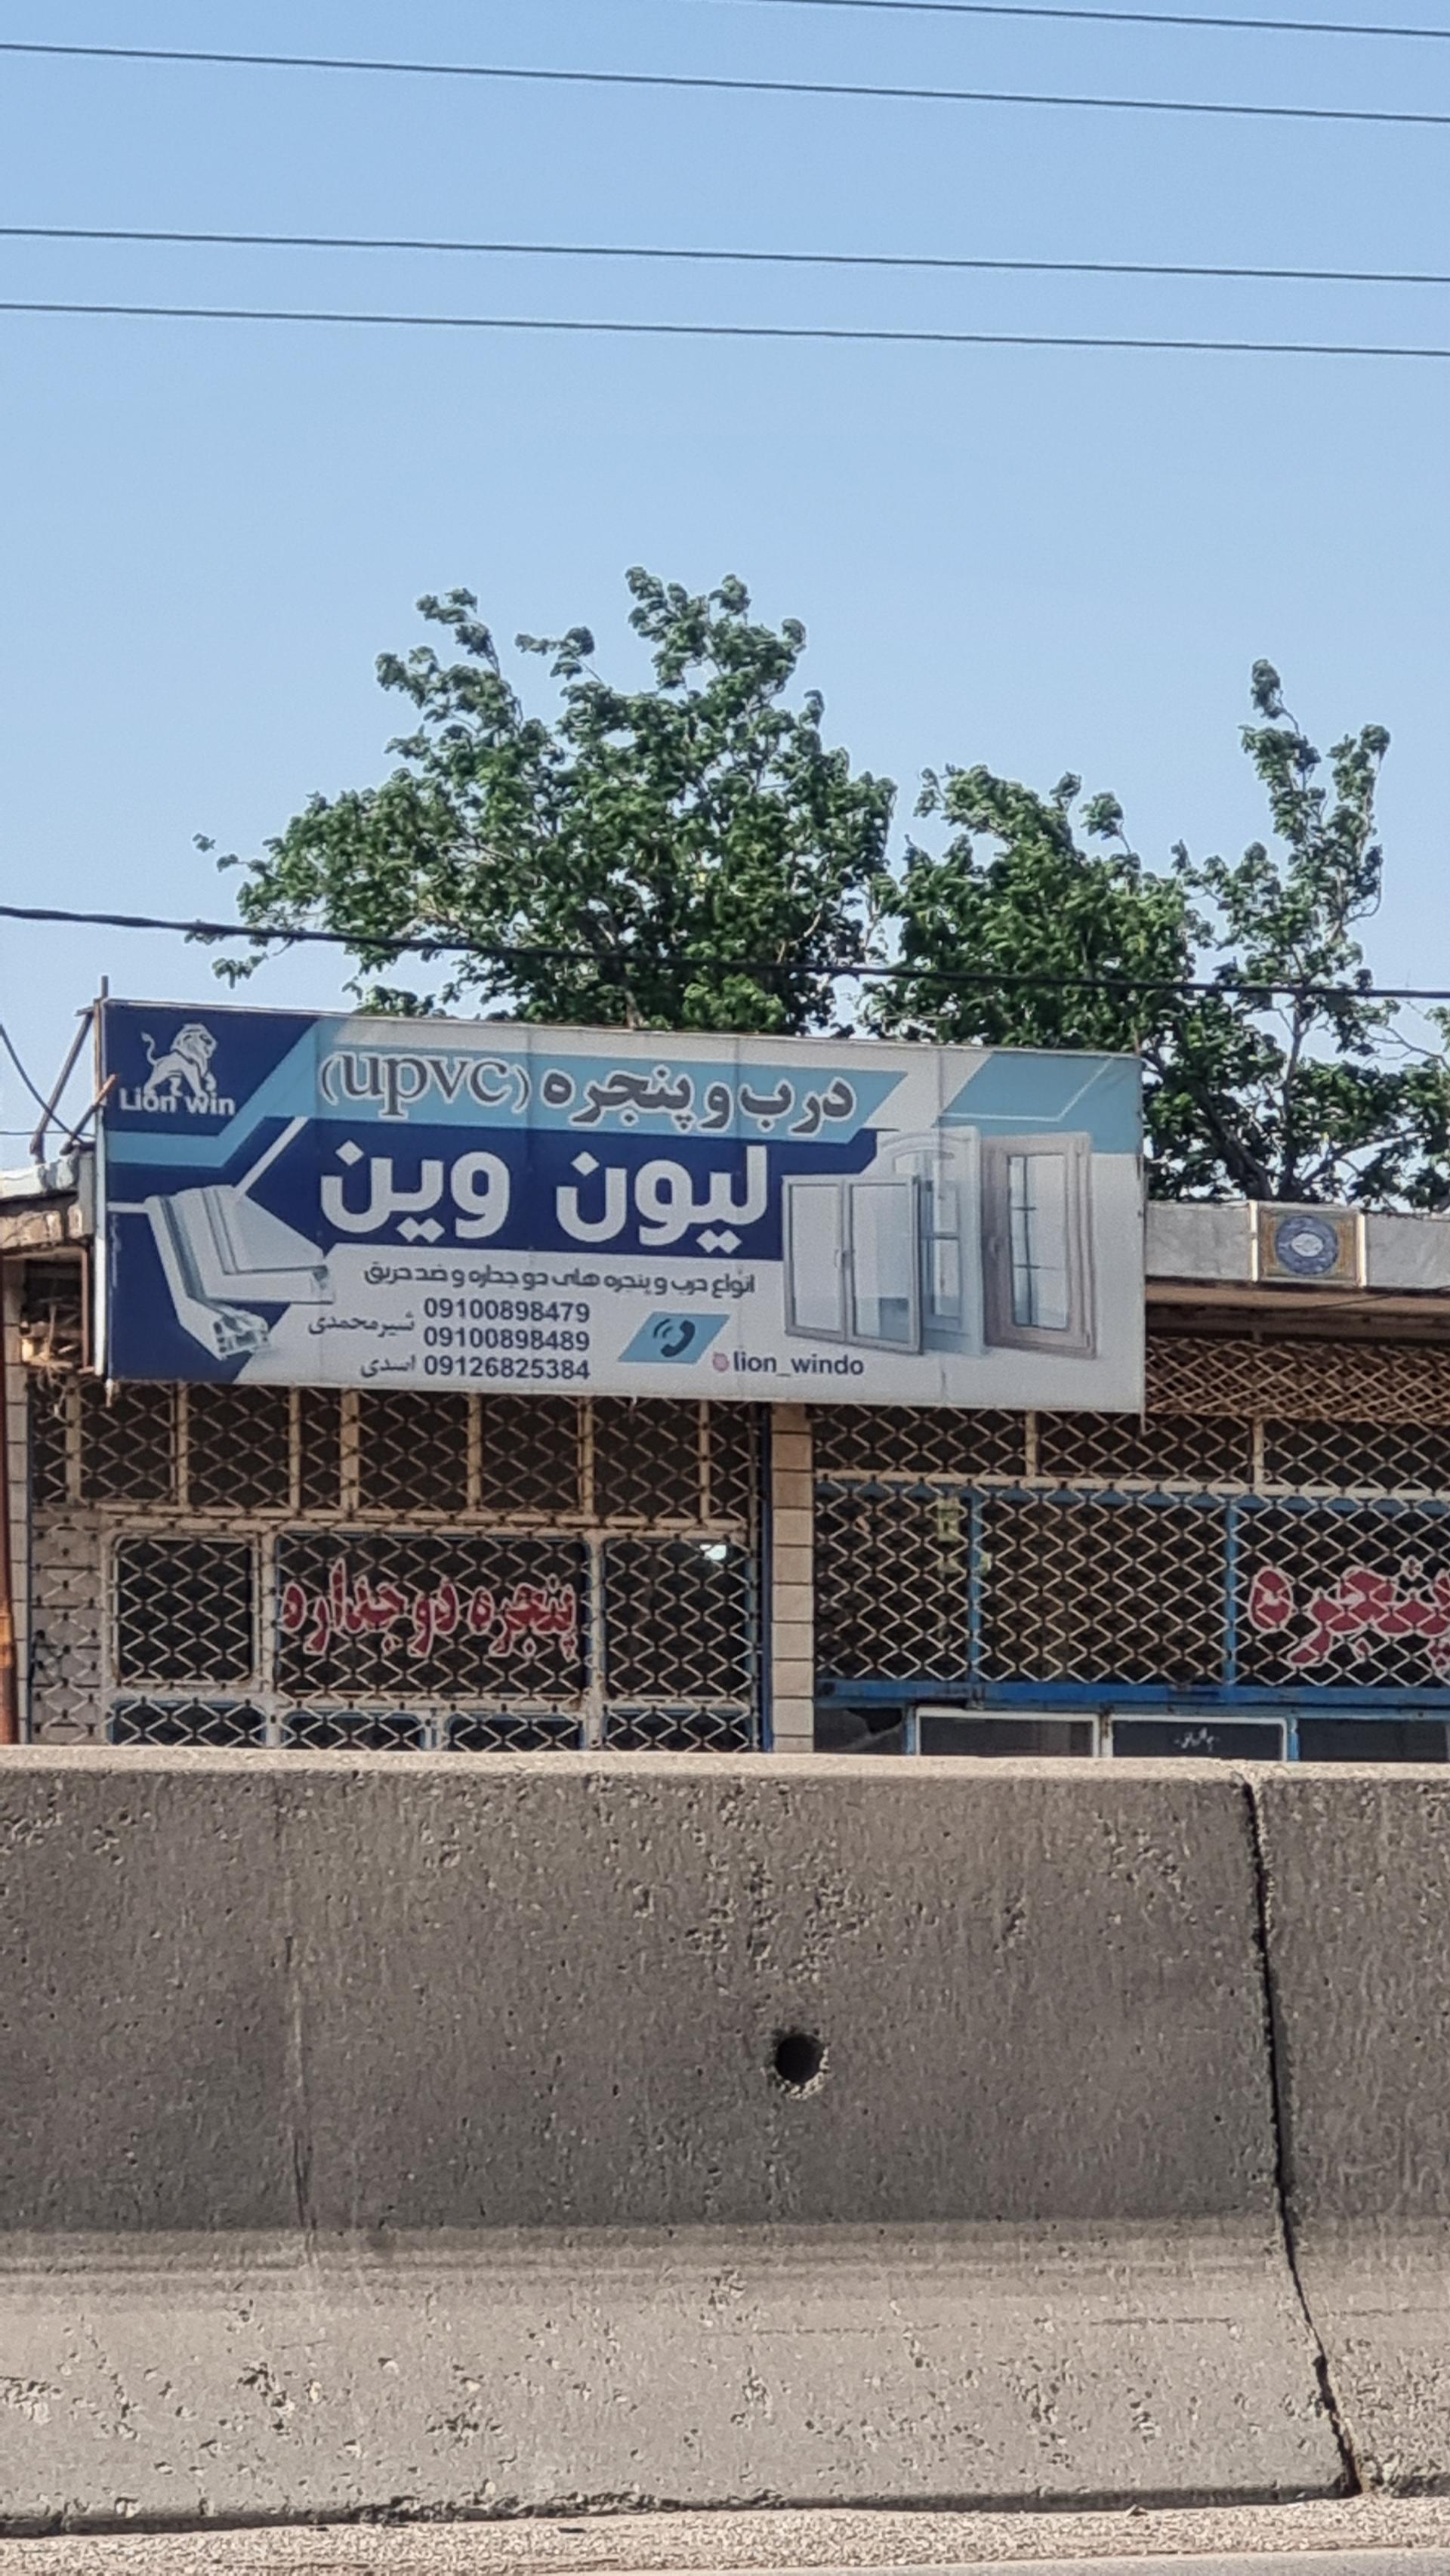 Lion win
درب و پنجره (upvc)
لیون وین
انواع درب و پنجره های دو جداره و ضد حریق
09100898479
09100898489
شیرمحمدی
09126825384 اسدی
lion_windo
پنجره دو جداره
پنجره